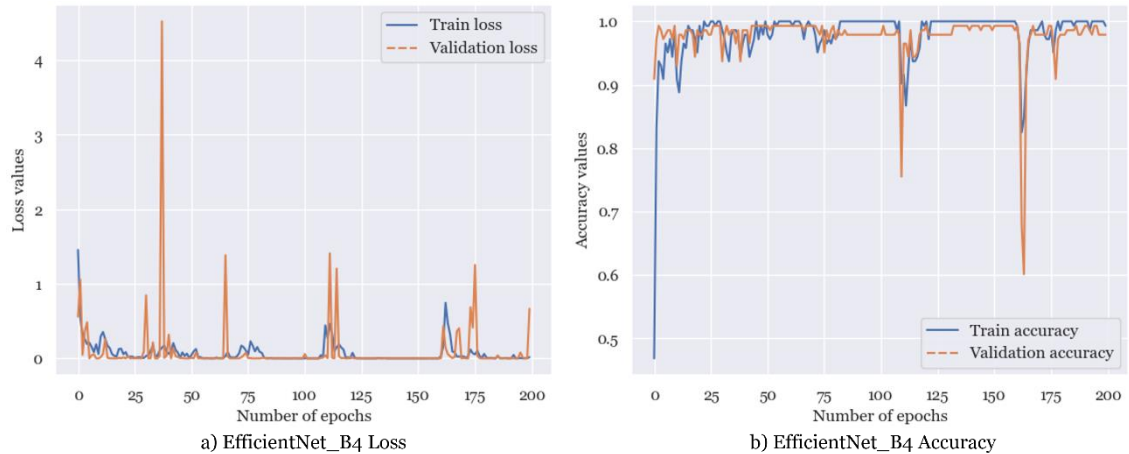 Train loss
Validation loss
4
3
2
1
0
Loss values
0 25 50 75 100 125 150 175 200
Number of epochs
a) EfficientNet_B4 Loss
1.0
0.9
0.8
0.7
0.6
0.5
Accuracy values
Train accuracy
Validation accuracy
0 25 50 75 100 125 150 175 200
Number of epochs
b) EfficientNet_B4 Accuracy